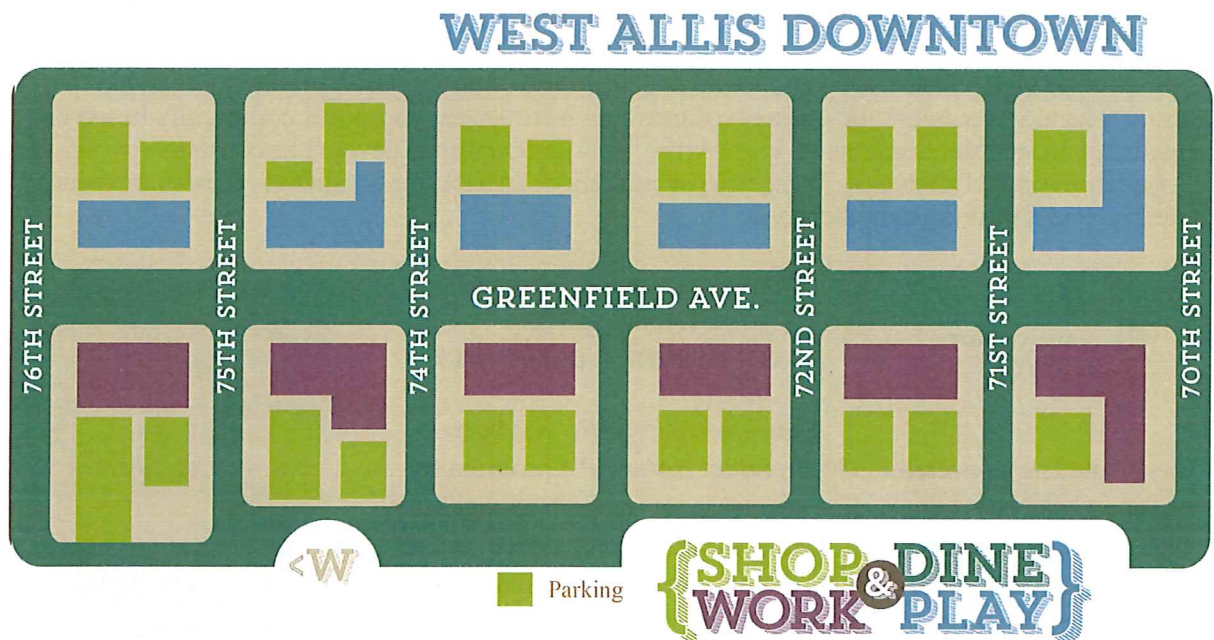 WEST ALLIS DOWNTOWN
76TH STREET
75TH STREET
74TH STREET
GREENFIELD AVE.
72ND STREET
71ST STREET
70TH STREET
<W
Parking
{SHOP & DINE
WORK PLAY}